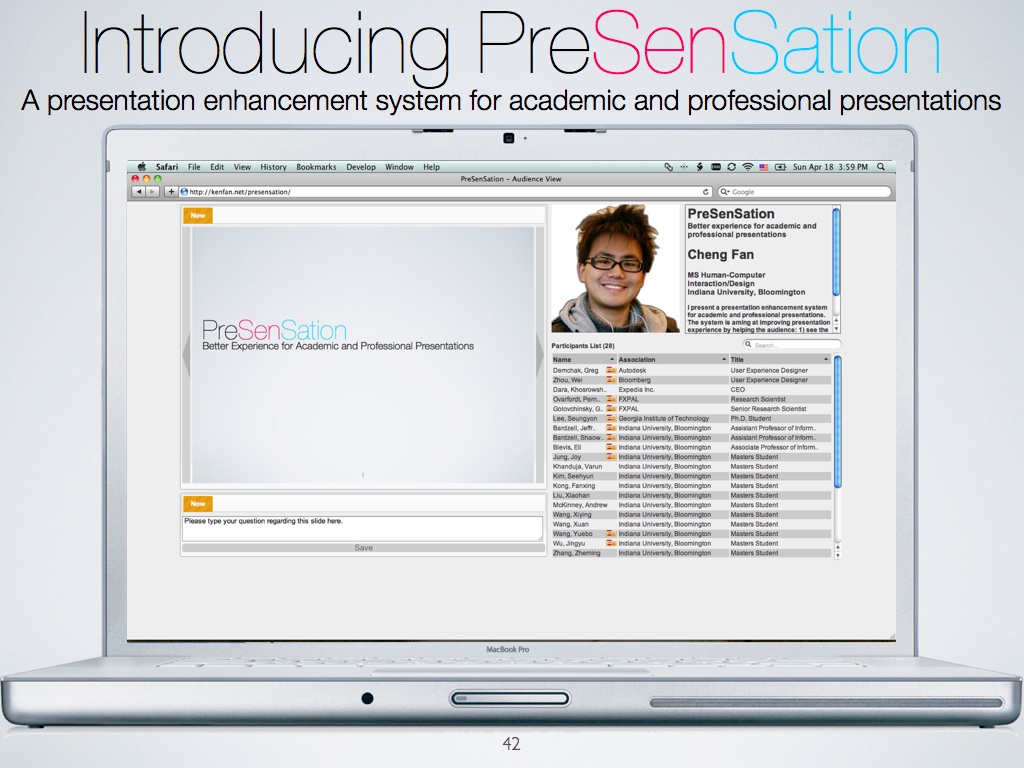 Introducing PreSenSation
A presentation enhancement system for academic and professional presentations
Safari File Edit View History Bookmarks Develop Window Help Sun Apr 18 3:59 PM
PreSenSation – Audience View
http://kenfan.net/presensation/ Google
Now
PreSenSation
Better Experience for Academic and Professional Presentations
Now
Please type your question regarding this slide here.
Save
PreSenSation
Better experience for academic and
professional presentations
Cheng Fan
MS Human-Computer
Interaction/Design
Indiana University, Bloomington
I present a presentation enhancement system
for academic and professional presentations.
The system is aiming at improving presentation
experience by helping the audience: 1) see the
Participants List (28) Search...
Name Association Title
Demchak, Greg Autodesk User Experience Designer
Zhou, Wei Bloomberg User Experience Designer
Dara, Khosrowsh.. Expedia Inc. CEO
Qvarfordt, Pern.. FXPAL Research Scientist
Golovchinsky, G.. FXPAL Senior Research Scientist
Lee, Seungyon Georgia Institute of Technology Ph.D. Student
Bardzell, Jeffr.. Indiana University, Bloomington Assistant Professor of Inform..
Bardzell, Shaow.. Indiana University, Bloomington Assistant Professor of Inform..
Blevis, Eli Indiana University, Bloomington Associate Professor of Inform..
Jung, Joy Indiana University, Bloomington Masters Student
Khanduja, Varun Indiana University, Bloomington Masters Student
Kim, Seehyun Indiana University, Bloomington Masters Student
Kong, Fanxing Indiana University, Bloomington Masters Student
Liu, Xiaohan Indiana University, Bloomington Masters Student
McKinney, Andrew Indiana University, Bloomington Masters Student
Wang, Xiying Indiana University, Bloomington Masters Student
Wang, Xuan Indiana University, Bloomington Masters Student
Wang, Yuebo Indiana University, Bloomington Masters Student
Wu, Jingyu Indiana University, Bloomington Masters Student
Zhang, Zheming Indiana University, Bloomington Masters Student
MacBook Pro
42